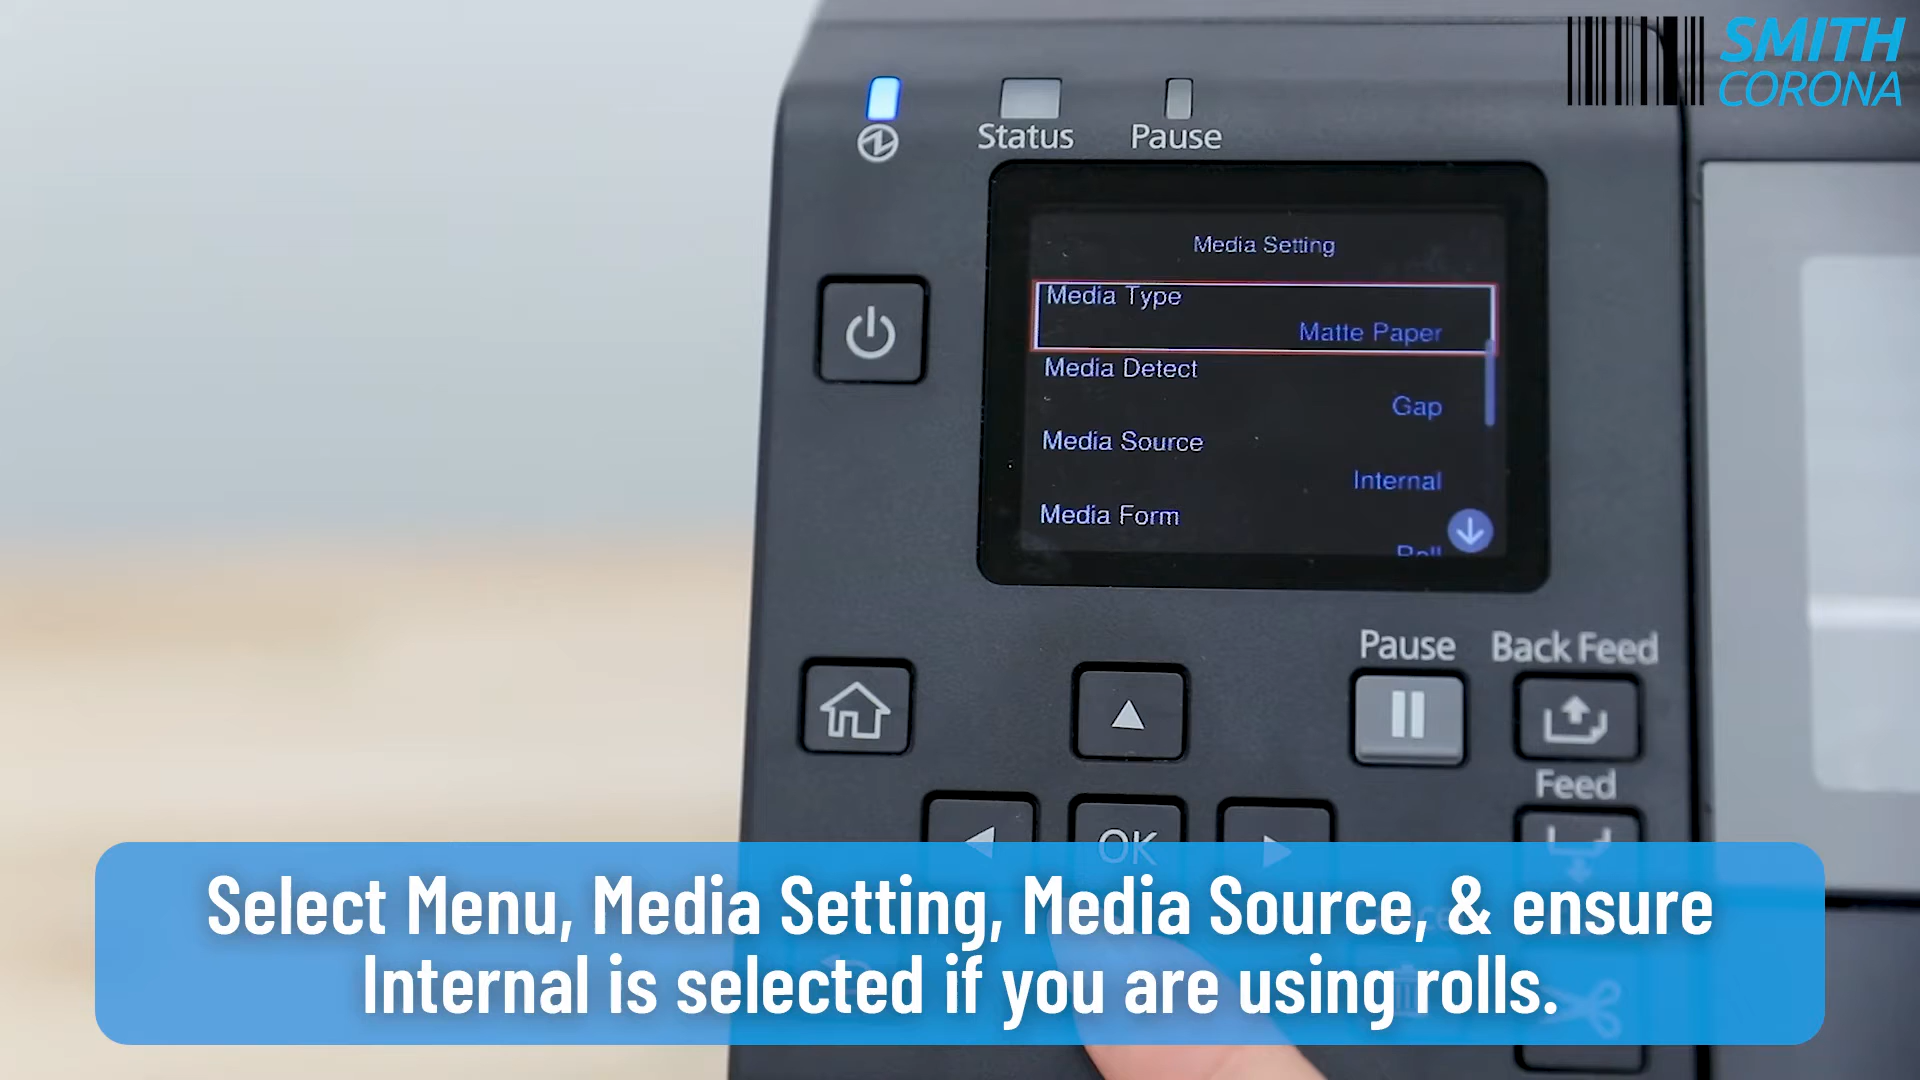 SMITH
CORONA
Status Pause
Media Setting
Media Type
Matte Paper
Media Detect
Gap
Media Source
Internal
Media Form
Roll
Pause Back Feed
Feed
OK
Select Menu, Media Setting, Media Source, & ensure
Internal is selected if you are using rolls.